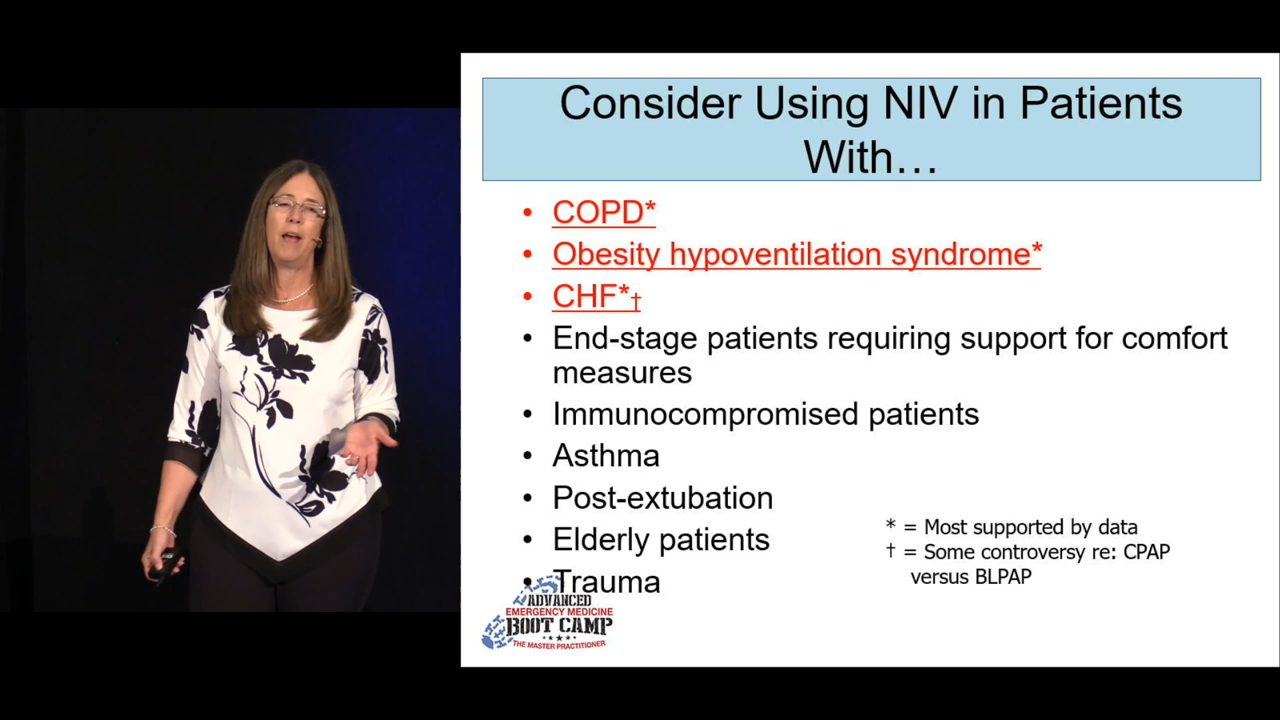 Consider Using NIV in Patients
With…
• COPD*
• Obesity hypoventilation syndrome*
• CHF*†
• End-stage patients requiring support for comfort
measures
• Immunocompromised patients
• Asthma
• Post-extubation
• Elderly patients
• Trauma
* = Most supported by data
† = Some controversy re: CPAP
versus BLPAP
ADVANCED
EMERGENCY MEDICINE
BOOT CAMP
THE MASTER PRACTITIONER